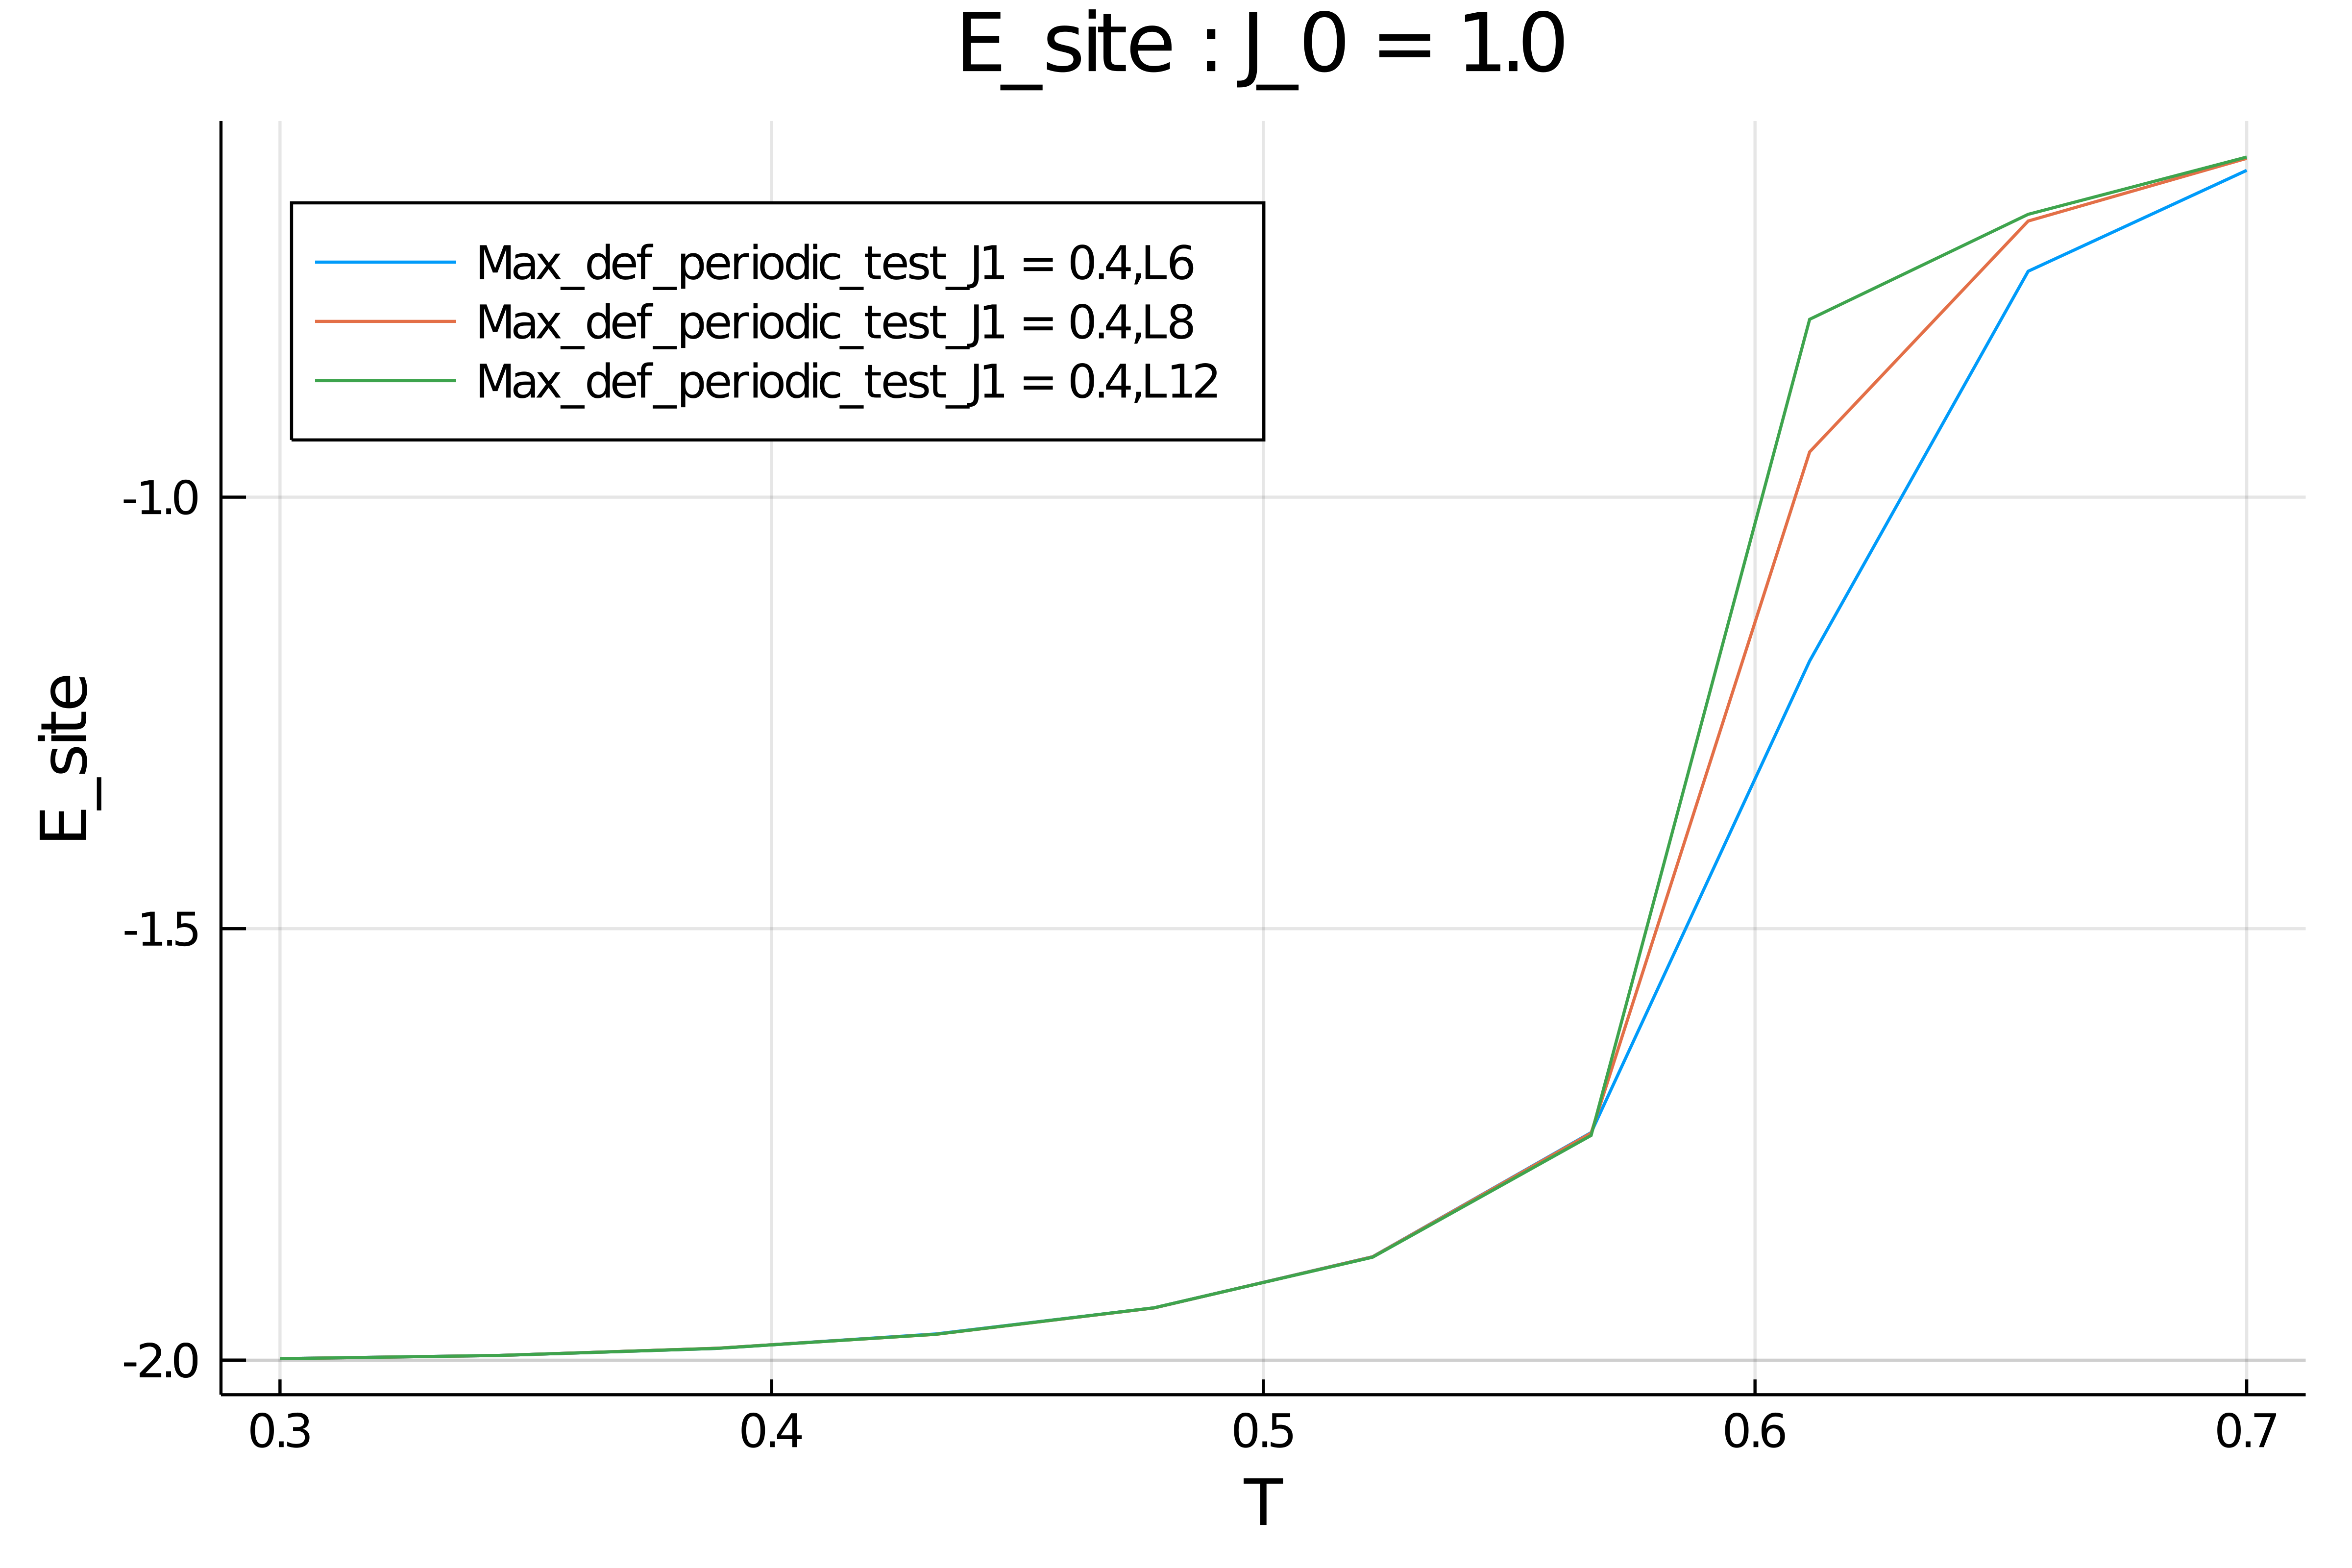 E_site : J_0 = 1.0
Max_def_periodic_test_J1 = 0.4,L6
Max_def_periodic_test_J1 = 0.4,L8
Max_def_periodic_test_J1 = 0.4,L12
-1.0
-1.5
-2.0
E_site
0.3 0.4 0.5 0.6 0.7
T